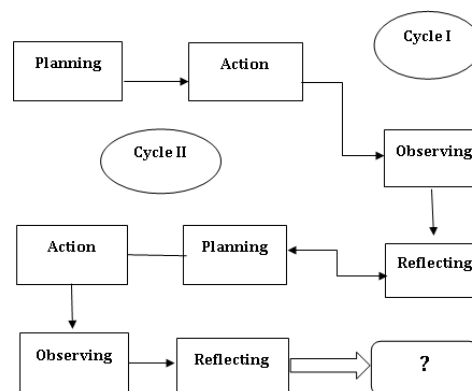 Cycle I
Planning
Action
Cycle II
Observing
Action
Planning
Reflecting
Observing
Reflecting
?